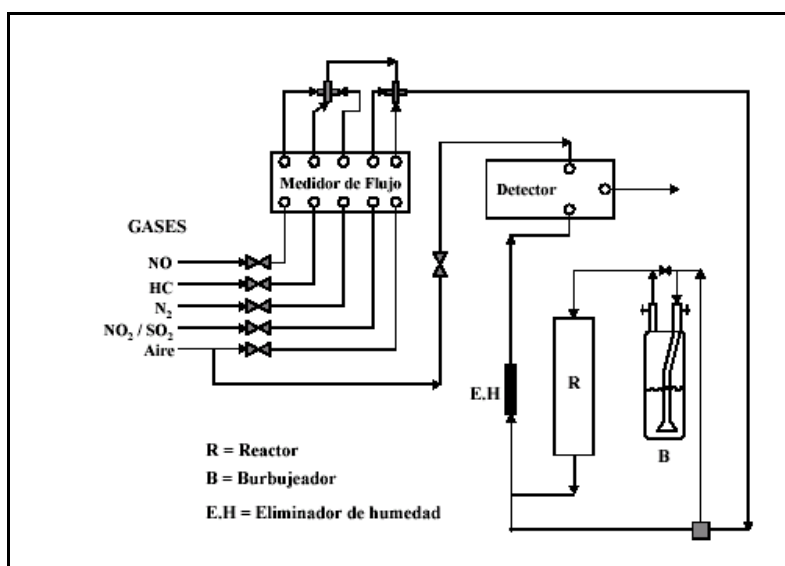 Medidor de Flujo
Detector
GASES
NO
HC
N₂
NO₂ / SO₂
Aire
E.H
R
B
R = Reactor
B = Burbujeador
E.H = Eliminador de humedad